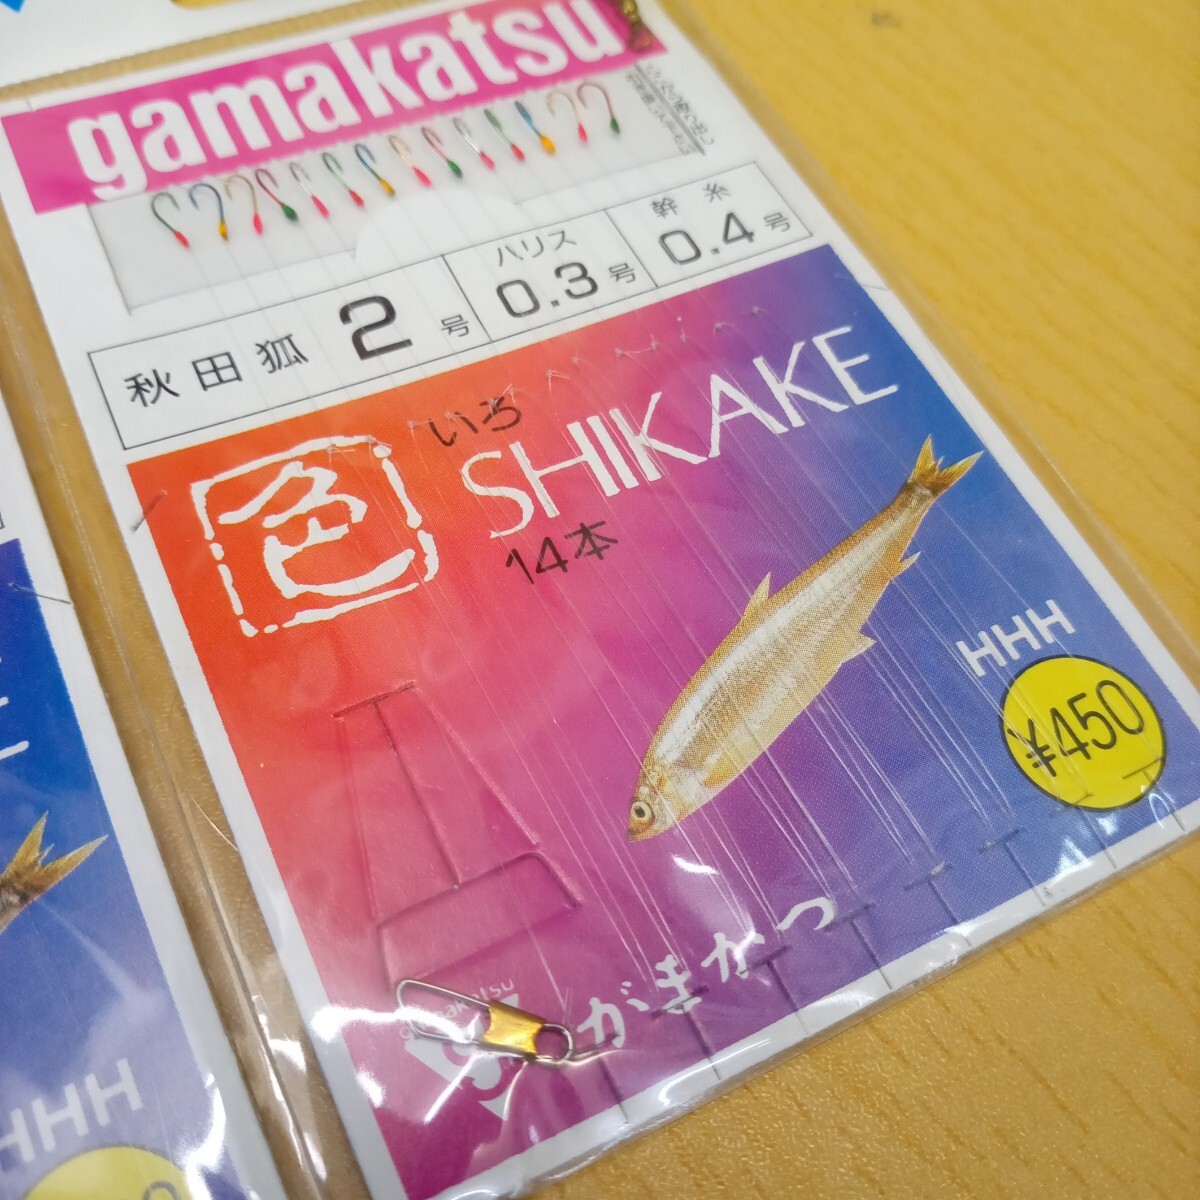 gamakatsu
秋田狐 2号
ハリス 0.3号
幹糸 0.4号
色
いろ
SHIKAKE
14本
HHH
¥450
gamakatsu
がまかつ
HHH